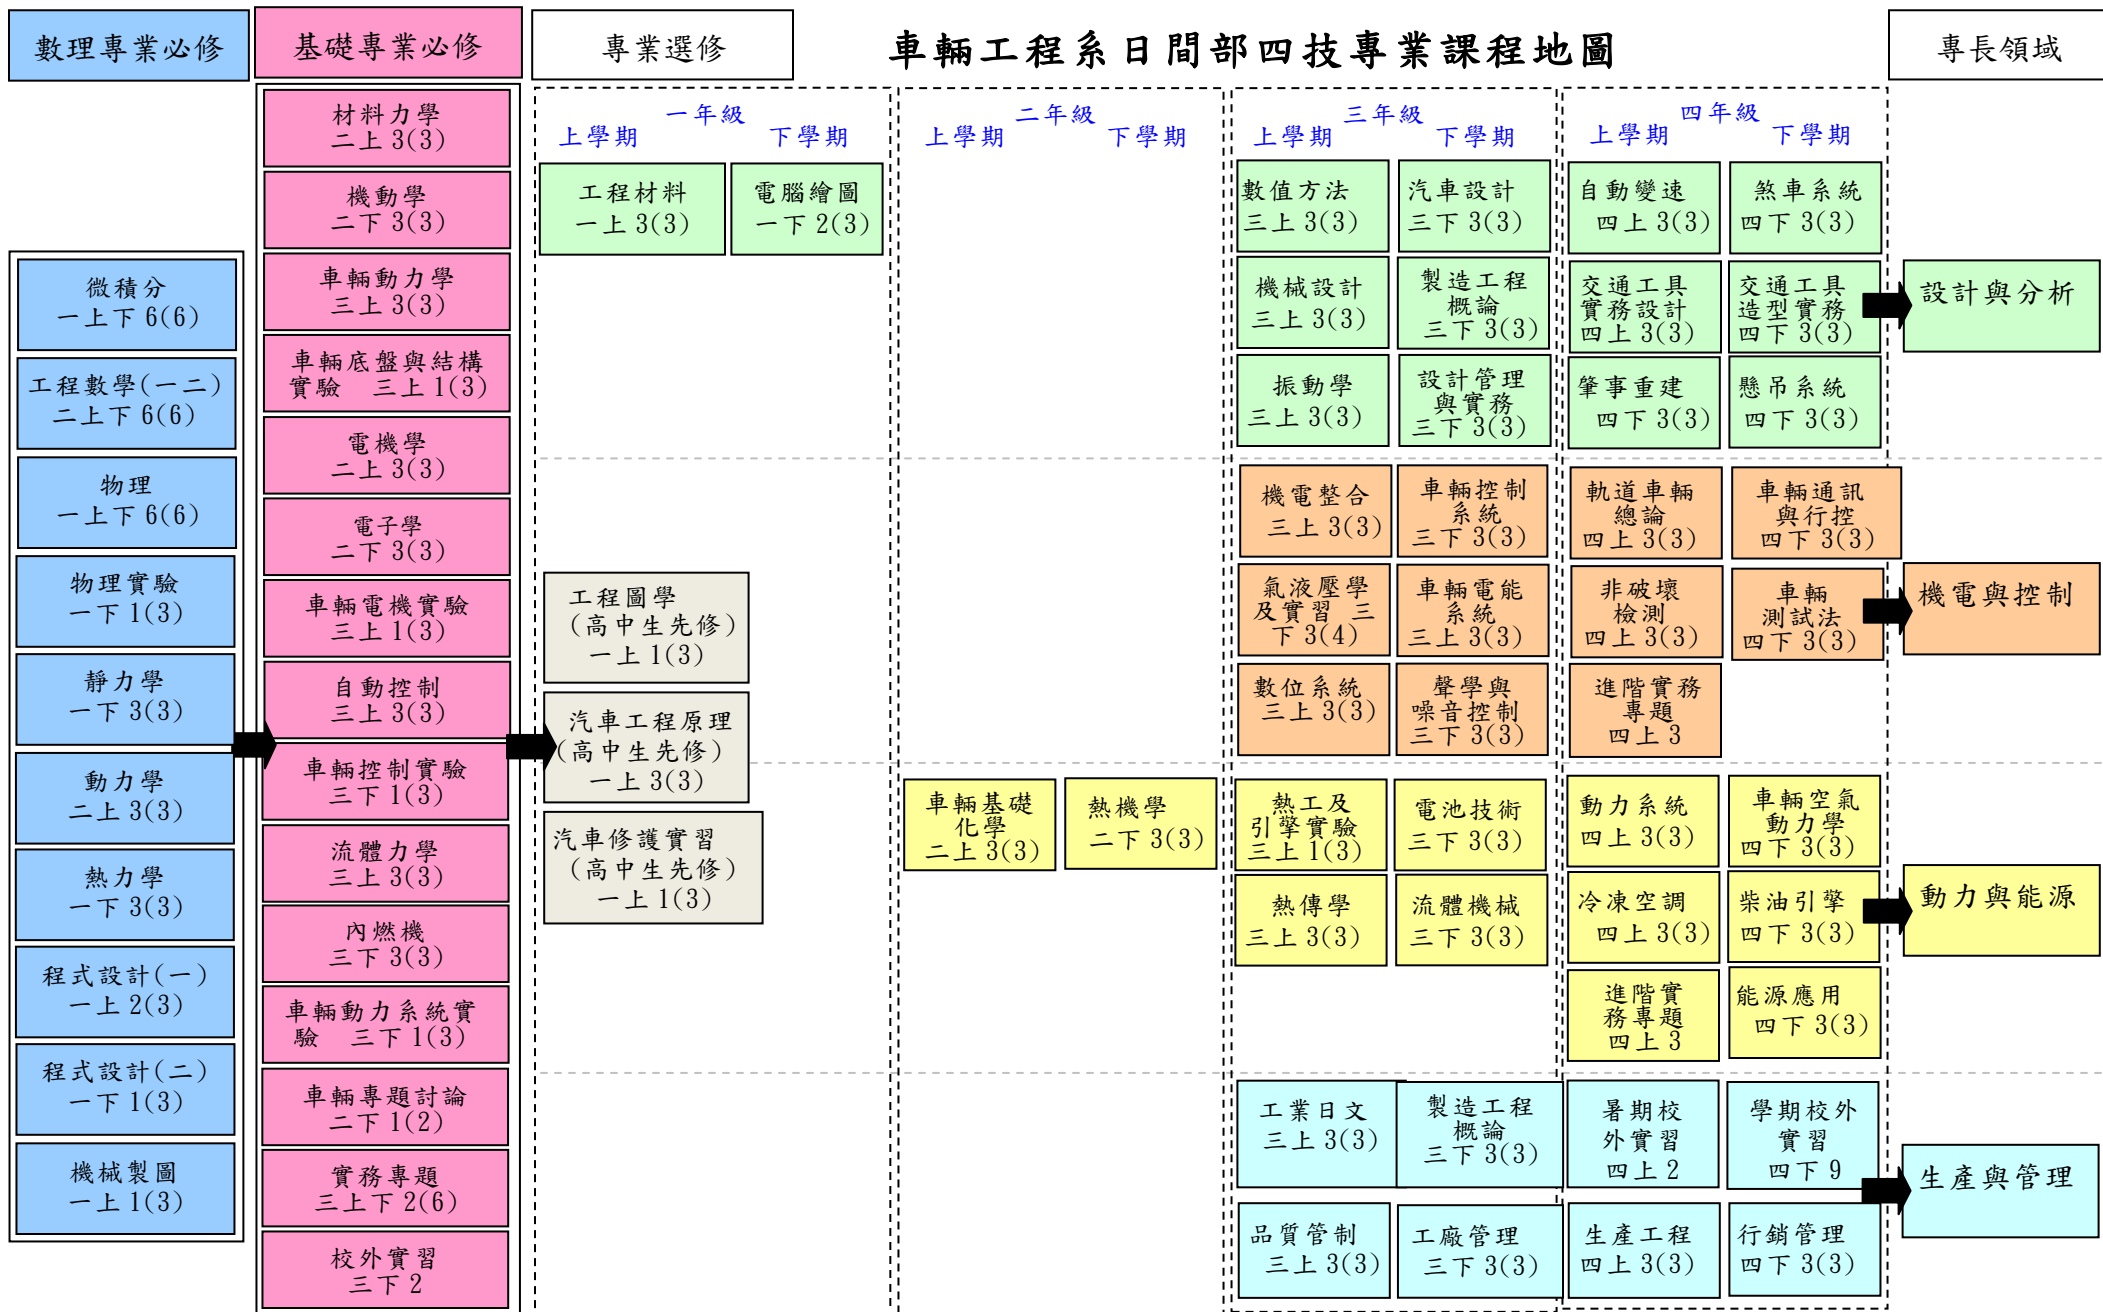 數理專業必修
基礎專業必修
專業選修
車輛工程系日間部四技專業課程地圖
專長領域
微積分
一上下 6(6)
工程數學(一二)
二上下 6(6)
物理
一上下 6(6)
物理實驗
一下 1(3)
靜力學
一下 3(3)
動力學
二上 3(3)
熱力學
一下 3(3)
程式設計(一)
一上 2(3)
程式設計(二)
一下 1(3)
機械製圖
一上 1(3)
材料力學
二上 3(3)
機動學
二下 3(3)
車輛動力學
三上 3(3)
車輛底盤與結構
實驗 三上 1(3)
電機學
二上 3(3)
電子學
二下 3(3)
車輛電機實驗
三上 1(3)
自動控制
三上 3(3)
車輛控制實驗
三下 1(3)
流體力學
三上 3(3)
內燃機
三下 3(3)
車輛動力系統實
驗 三下 1(3)
車輛專題討論
二下 1(2)
實務專題
三上下 2(6)
校外實習
三下 2
一年級
上學期 下學期
二年級
上學期 下學期
三年級
上學期 下學期
四年級
上學期 下學期
工程材料
一上 3(3)
電腦繪圖
一下 2(3)
數值方法
三上 3(3)
汽車設計
三下 3(3)
自動變速
四上 3(3)
煞車系統
四下 3(3)
機械設計
三上 3(3)
製造工程
概論
三下 3(3)
交通工具
實務設計
四上 3(3)
交通工具
造型實務
四下 3(3)
設計與分析
振動學
三上 3(3)
設計管理
與實務
三下 3(3)
肇事重建
四下 3(3)
懸吊系統
四下 3(3)
機電整合
三上 3(3)
車輛控制
系統
三下 3(3)
軌道車輛
總論
四上 3(3)
車輛通訊
與行控
四下 3(3)
工程圖學
(高中生先修)
一上 1(3)
氣液壓學
及實習 三
下 3(4)
車輛電能
系統
三上 3(3)
非破壞
檢測
四上 3(3)
車輛
測試法
四下 3(3)
機電與控制
汽車工程原理
(高中生先修)
一上 3(3)
數位系統
三上 3(3)
聲學與
噪音控制
三下 3(3)
進階實務
專題
四上 3
汽車修護實習
(高中生先修)
一上 1(3)
車輛基礎
化學
二上 3(3)
熱機學
二下 3(3)
熱工及
引擎實驗
三上 1(3)
電池技術
三下 3(3)
動力系統
四上 3(3)
車輛空氣
動力學
四下 3(3)
熱傳學
三上 3(3)
流體機械
三下 3(3)
冷凍空調
四上 3(3)
柴油引擎
四下 3(3)
動力與能源
進階實
務專題
四上 3
能源應用
四下 3(3)
工業日文
三上 3(3)
製造工程
概論
三下 3(3)
暑期校
外實習
四上 2
學期校外
實習
四下 9
生產與管理
品質管制
三上 3(3)
工廠管理
三下 3(3)
生產工程
四上 3(3)
行銷管理
四下 3(3)